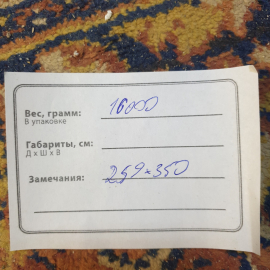 Вес, грамм: 16000
В упаковке
Габариты, см:
Д х Ш х В
Замечания: 259 x 350